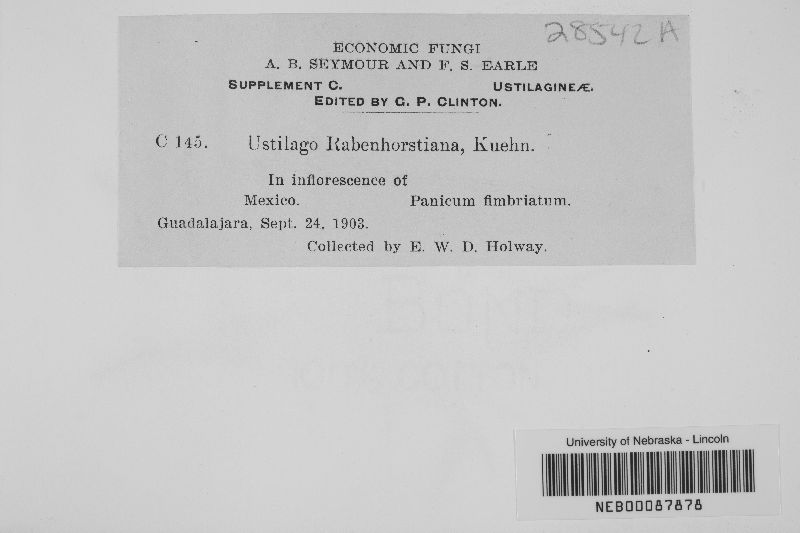 28542 A
ECONOMIC FUNGI
A. B. SEYMOUR AND F. S. EARLE
SUPPLEMENT C. USTILAGINEÆ.
EDITED BY G. P. CLINTON.
C 145. Ustilago Rabenhorstiana, Kuehn.
In inflorescence of
Mexico. Panicum fimbriatum.
Guadalajara, Sept. 24, 1903.
Collected by E. W. D. Holway.
University of Nebraska - Lincoln
NEB00087878